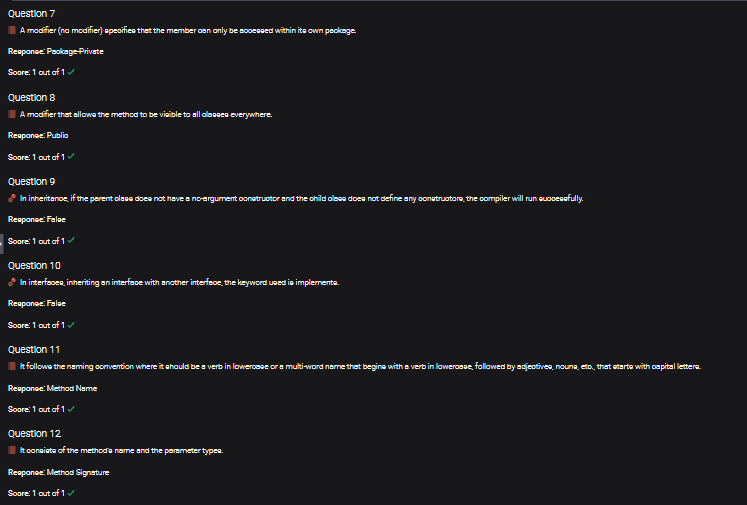 Question 7
A modifier (no modifier) specifies that the member can only be accessed within its own package.
Response: Package-Private
Score: 1 out of 1 ✓
Question 8
A modifier that allows the method to be visible to all classes everywhere.
Response: Public
Score: 1 out of 1 ✓
Question 9
In inheritance, if the parent class does not have a no-argument constructor and the child class does not define any constructors, the compiler will run successfully.
Response: False
Score: 1 out of 1 ✓
Question 10
In interfaces, inheriting an interface with another interface, the keyword used is implements.
Response: False
Score: 1 out of 1 ✓
Question 11
It follows the naming convention where it should be a verb in lowercase or a multi-word name that begins with a verb in lowercase, followed by adjectives, nouns, etc., that starts with capital letters.
Response: Method Name
Score: 1 out of 1 ✓
Question 12
It consists of the method's name and the parameter types.
Response: Method Signature
Score: 1 out of 1 ✓